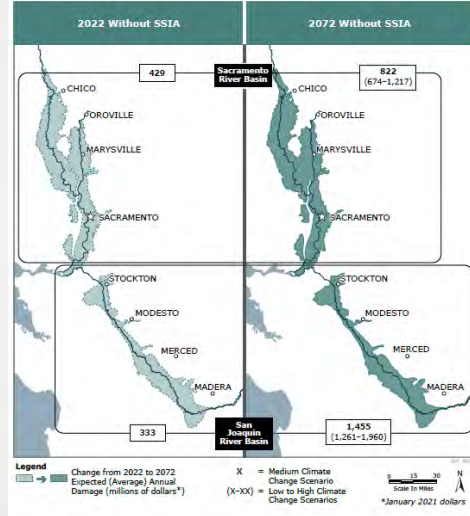 2022 Without SSIA
2072 Without SSIA
429
Sacramento
River Basin
822
(674–1,217)
CHICO
OROVILLE
MARYSVILLE
SACRAMENTO
CHICO
OROVILLE
MARYSVILLE
SACRAMENTO
STOCKTON
MODESTO
MERCED
MADERA
STOCKTON
MODESTO
MERCED
MADERA
333
San
Joaquin
River Basin
1,455
(1,261–1,960)
Legend
Change from 2022 to 2072
Expected (Average) Annual
Damage (millions of dollars*)
X = Medium Climate
Change Scenario
(X–XX) = Low to High Climate
Change Scenarios
0 15 30
Scale In Miles
N
*January 2021 dollars